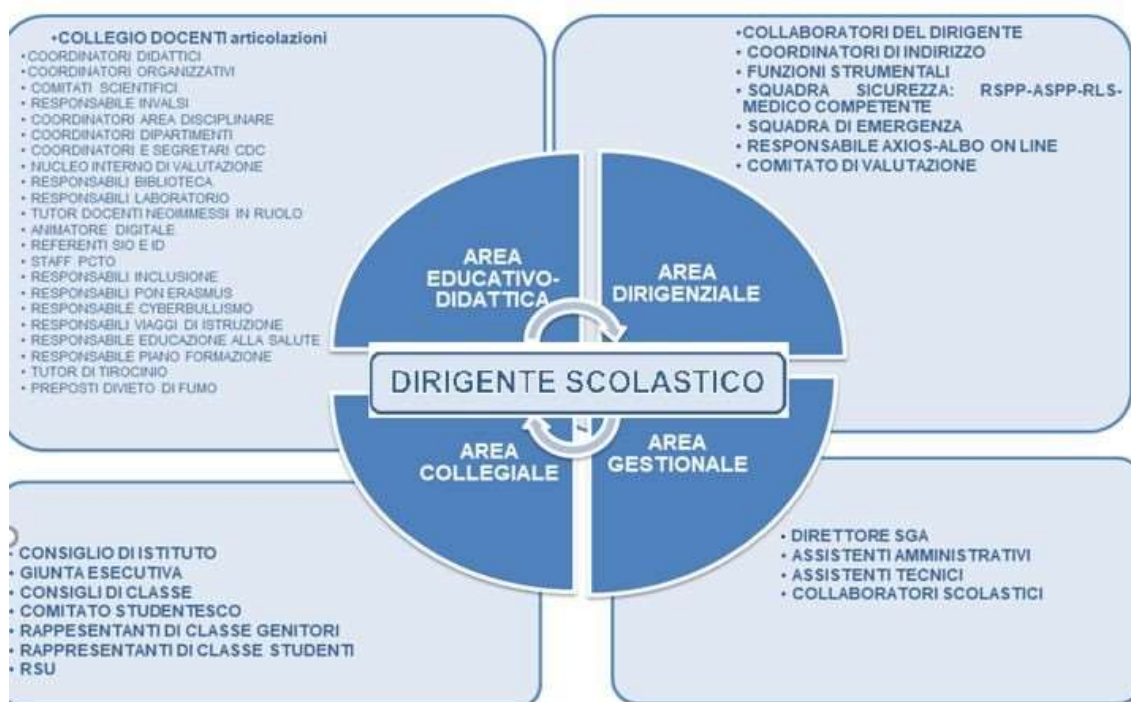 •COLLEGIO DOCENTI articolazioni
•COORDINATORI DIDATTICI
•COORDINATORI ORGANIZZATIVI
• COMITATI SCIENTIFICI
• RESPONSABILE INVALSI
• COORDINATORI AREA DISCIPLINARE
• COORDINATORI DIPARTIMENTI
• COORDINATORI E SEGRETARI CDC
• NUCLEO INTERNO DI VALUTAZIONE
• RESPONSABILI BIBLIOTECA
• RESPONSABILI LABORATORIO
• TUTOR DOCENTI NEOIMMESSI IN RUOLO
• ANIMATORE DIGITALE
• REFERENTI SIO E ID
• STAFF PCTO
• RESPONSABILI INCLUSIONE
• RESPONSABILI PON ERASMUS
• RESPONSABILE CYBERBULLISMO
• RESPONSABILI VIAGGI DI ISTRUZIONE
• RESPONSABILE EDUCAZIONE ALLA SALUTE
• RESPONSABILE PIANO FORMAZIONE
• TUTOR DI TIROCINIO
• PREPOSTI DIVIETO DI FUMO
•COLLABORATORI DEL DIRIGENTE
• COORDINATORI DI INDIRIZZO
• FUNZIONI STRUMENTALI
• SQUADRA SICUREZZA: RSPP-ASPP-RLS-
MEDICO COMPETENTE
• SQUADRA DI EMERGENZA
• RESPONSABILE AXIOS-ALBO ON LINE
• COMITATO DI VALUTAZIONE
AREA
EDUCATIVO-
DIDATTICA
AREA
DIRIGENZIALE
DIRIGENTE SCOLASTICO
AREA
COLLEGIALE
AREA
GESTIONALE
• CONSIGLIO DI ISTITUTO
• GIUNTA ESECUTIVA
• CONSIGLI DI CLASSE
• COMITATO STUDENTESCO
• RAPPESENTANTI DI CLASSE GENITORI
• RAPPRESENTANTI DI CLASSE STUDENTI
• RSU
• DIRETTORE SGA
• ASSISTENTI AMMINISTRATIVI
• ASSISTENTI TECNICI
• COLLABORATORI SCOLASTICI